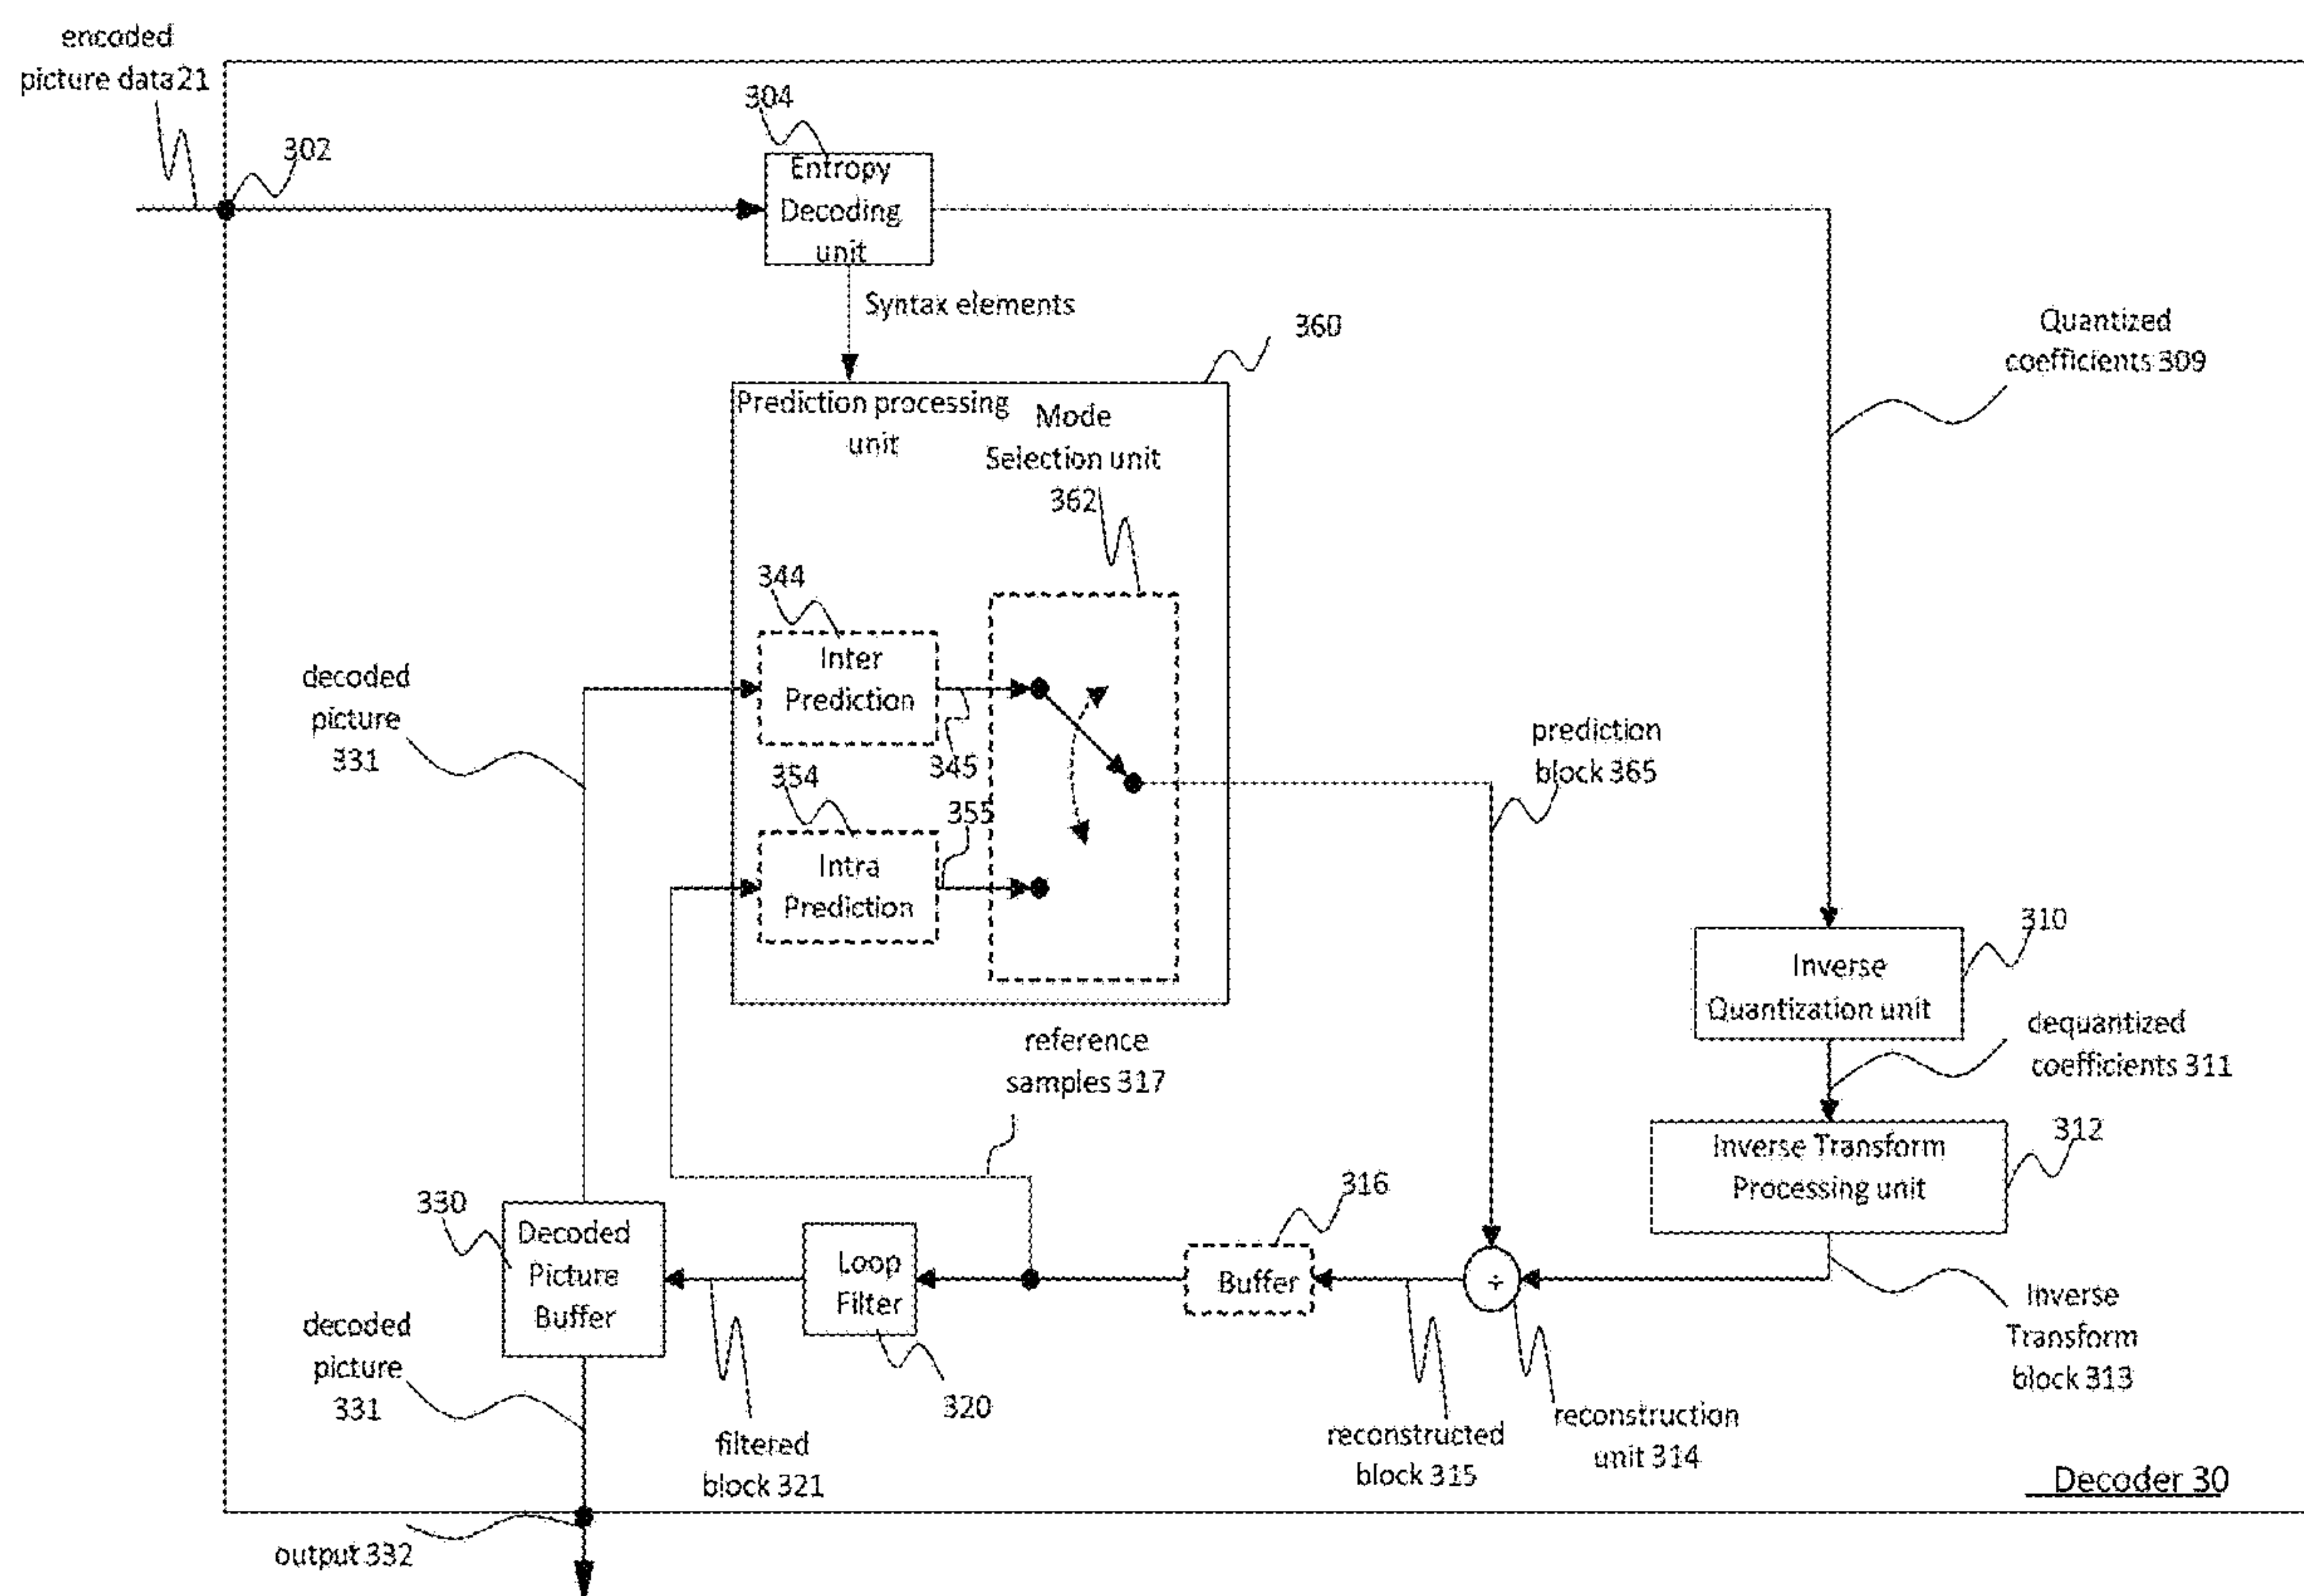 encoded
picture data 21
302
304
Entropy
Decoding
unit
Syntax elements
360
Quantized
coefficients 309
Prediction processing
unit
Mode
Selection unit
362
344
Inter
Prediction
345
decoded
picture
331
354
355
Intra
Prediction
prediction
block 365
310
Inverse
Quantization unit
dequantized
coefficients 311
reference
samples 317
312
Inverse Transform
Processing unit
316
330
Decoded
Picture
Buffer
Loop
Filter
Buffer
+
Inverse
Transform
block 313
decoded
picture
331
320
filtered
block 321
reconstructed
block 315
reconstruction
unit 314
Decoder 30
output 332